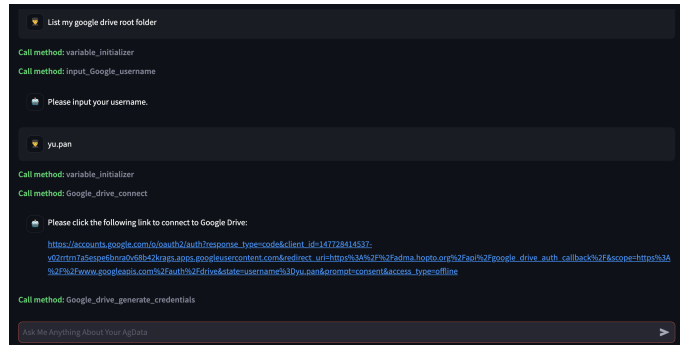 List my google drive root folder
Call method: variable_initializer
Call method: input_Google_username
Please input your username.
yu.pan
Call method: variable_initializer
Call method: Google_drive_connect
Please click the following link to connect to Google Drive:
https://accounts.google.com/o/oauth2/auth?response_type=code&client_id=147728414537-
v02rrtrn7a5espe6bnra0v68b42krags.apps.googleusercontent.com&redirect_uri=https%3A%2F%2Fadma.hopto.org%2Fapi%2Fgoogle_drive_auth_callback%2F&scope=https%3
A%2F%2Fwww.googleapis.com%2Fauth%2Fdrive&state=username%3Dyu.pan&prompt=consent&access_type=offline
Call method: Google_drive_generate_credentials
Ask Me Anything About Your AgData